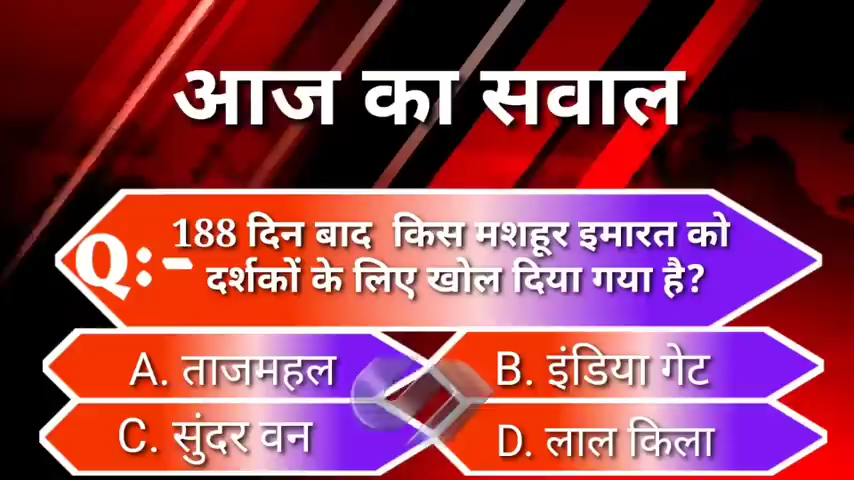 आज का सवाल
Q:- 188 दिन बाद किस मशहूर इमारत को
दर्शकों के लिए खोल दिया गया है?
A. ताजमहल
B. इंडिया गेट
C. सुंदर वन
D. लाल किला